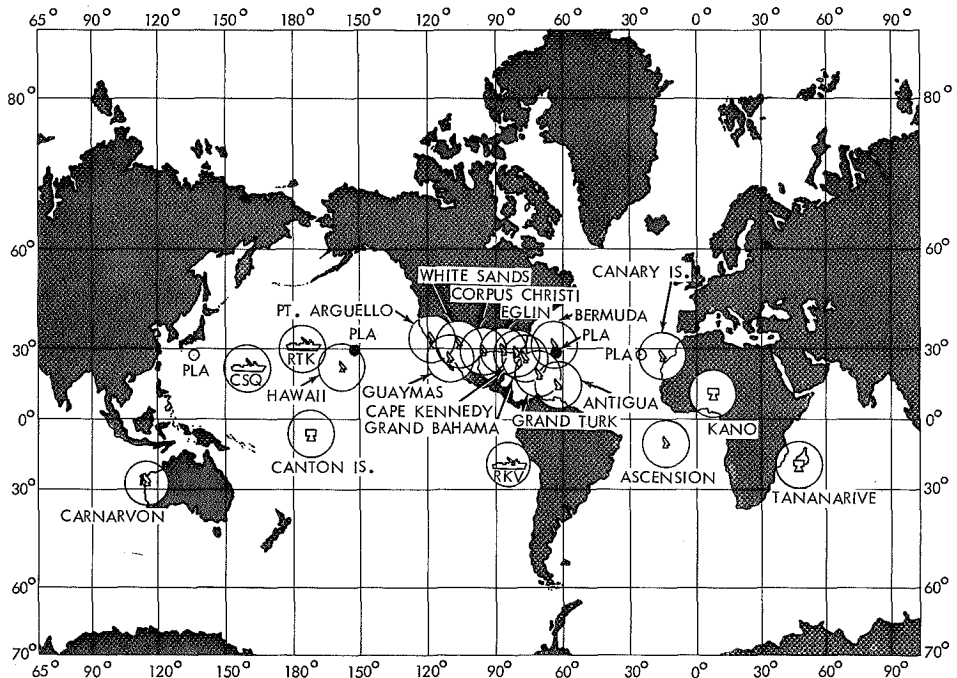 65° 90° 120° 150° 180° 150° 120° 90° 60° 30° 0° 30° 60° 90°
80° 80°
60° 60°
CANARY IS.
WHITE SANDS
CORPUS CHRISTI
EGLIN
PT. ARGUELLO
BERMUDA
PLA
PLA
30° 30°
PLA
RTK
PLA
CSQ
HAWAII
GUAYMAS
CAPE KENNEDY
GRAND BAHAMA
ANTIGUA
GRAND TURK
KANO
0° 0°
CANTON IS.
RKV
ASCENSION
TANANARIVE
30° 30°
CARNARVON
60° 60°
70° 70°
65° 90° 120° 150° 180° 150° 120° 90° 60° 30° 0° 30° 60° 90°